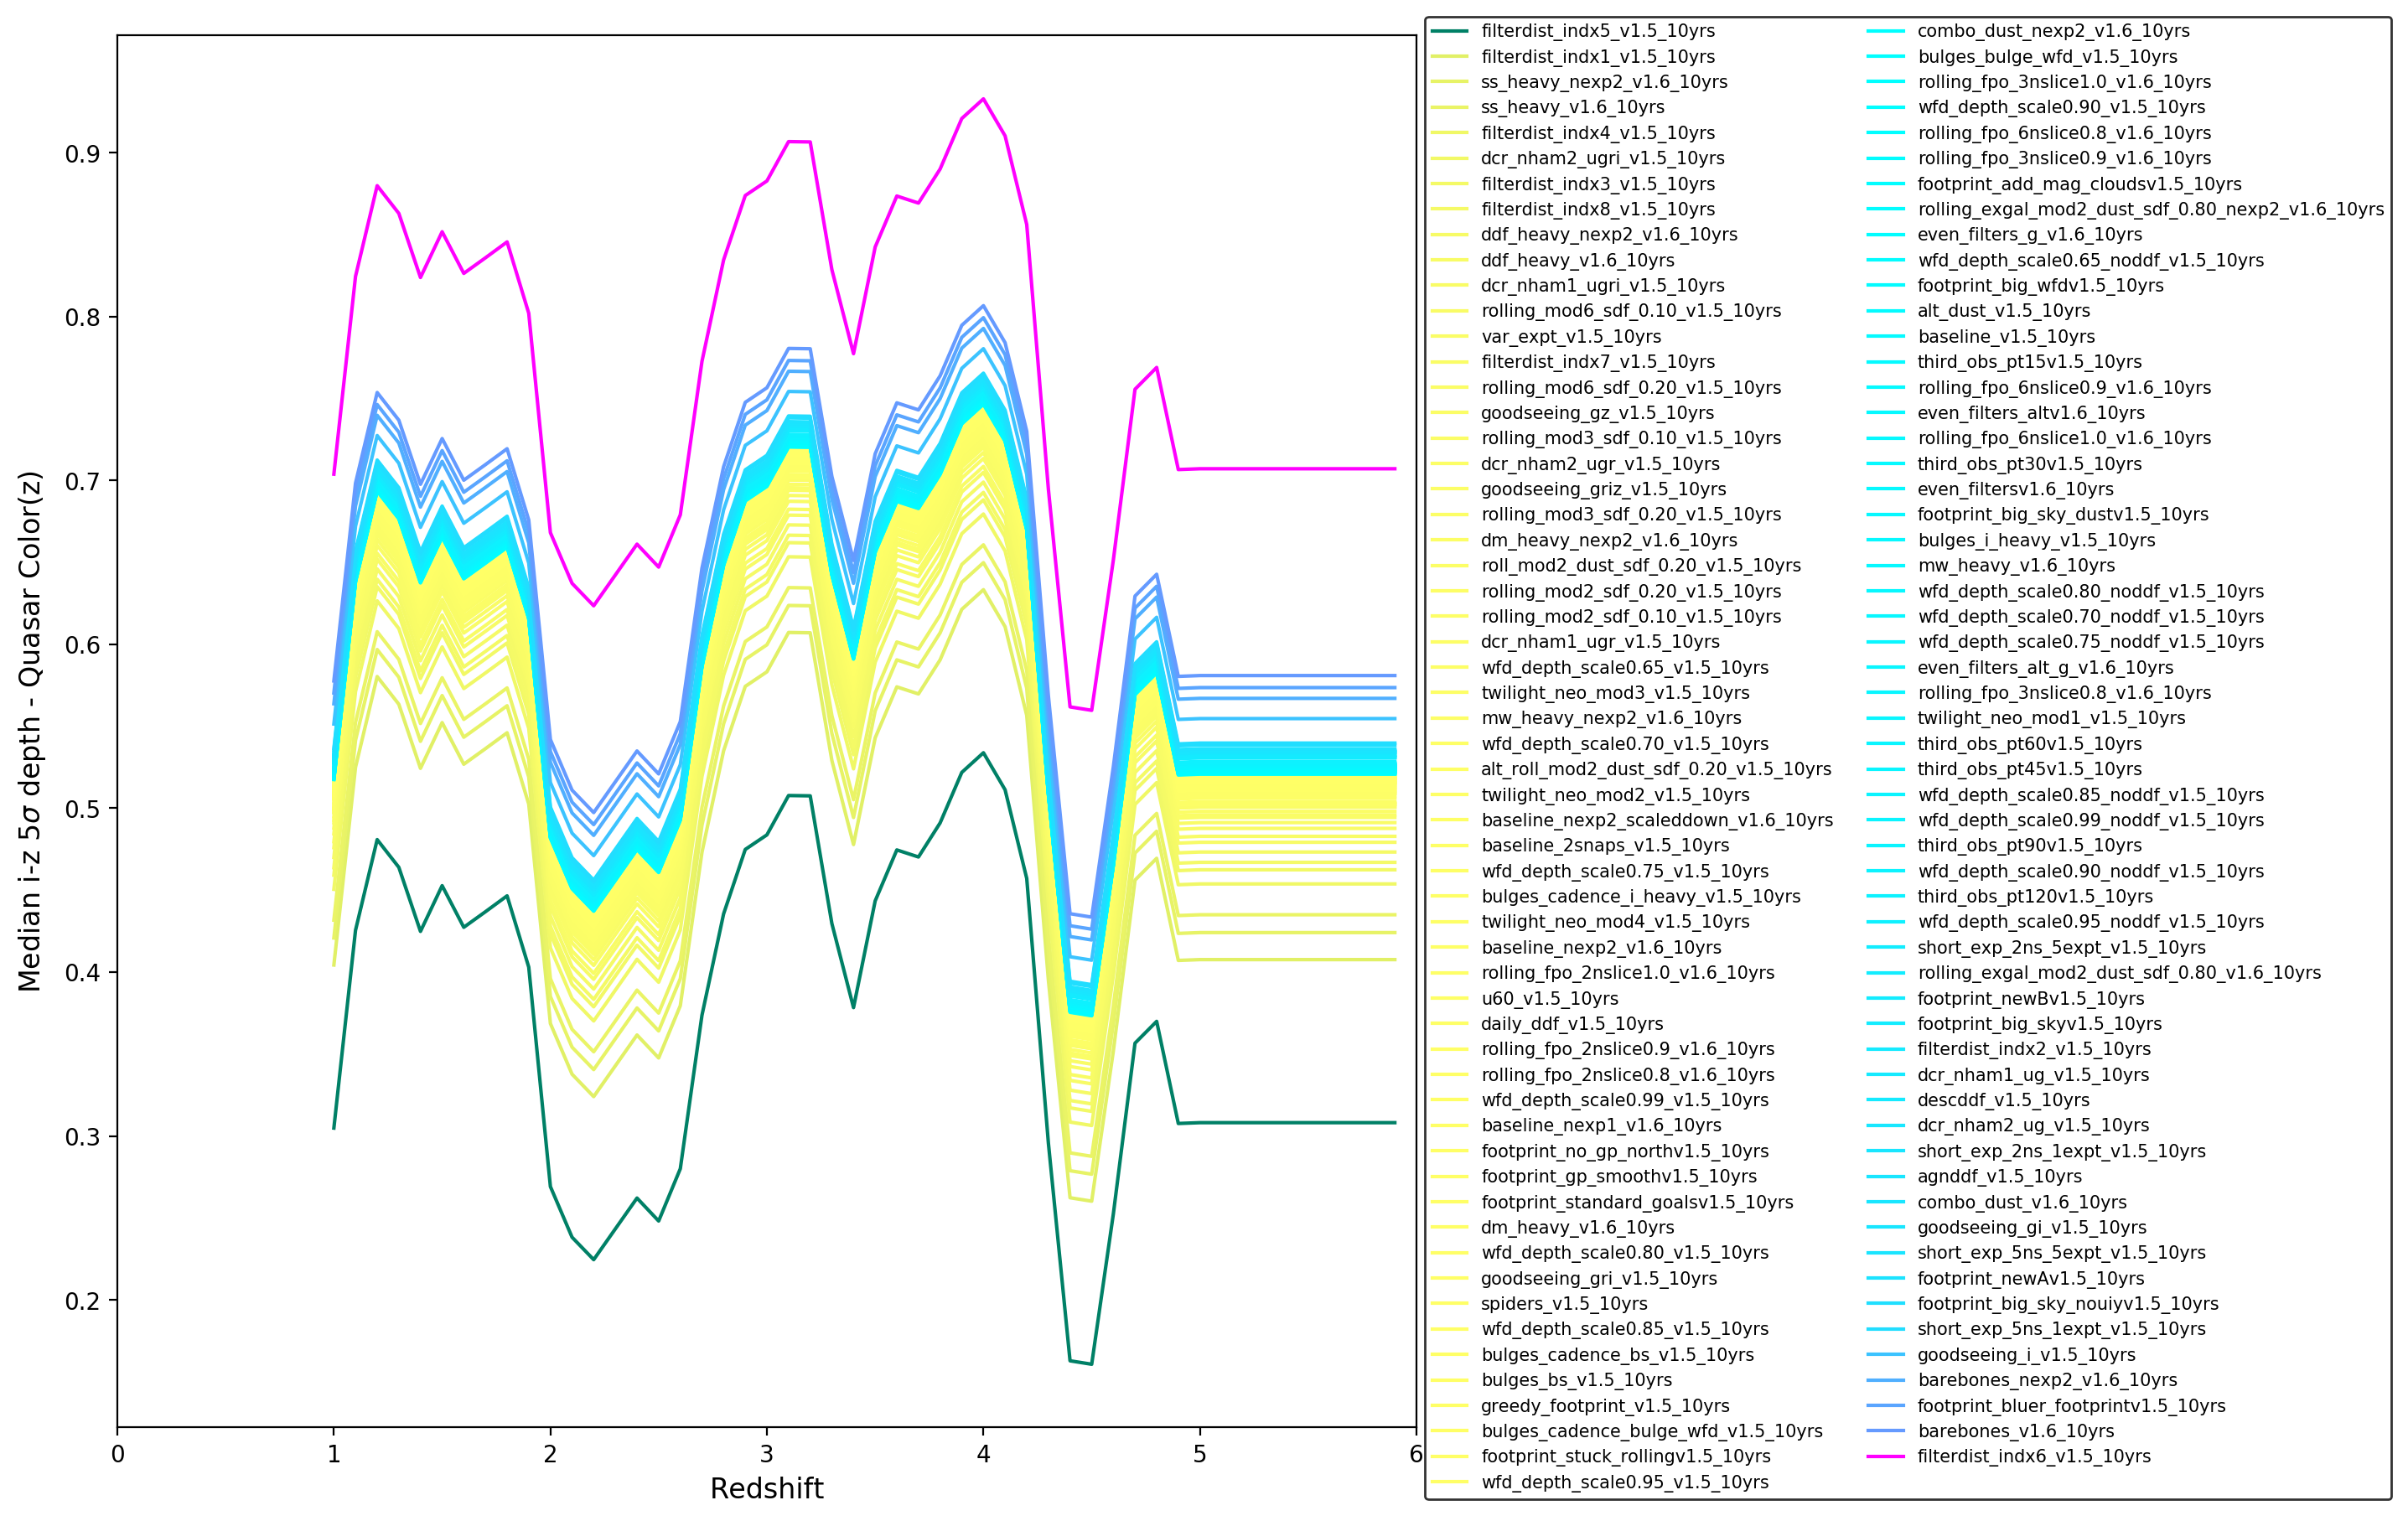 0.9
0.8
0.7
0.6
0.5
0.4
0.3
0.2
Median i-z 5σ depth - Quasar Color(z)
0 1 2 3 4 5 6
Redshift
filterdist_indx5_v1.5_10yrs
filterdist_indx1_v1.5_10yrs
ss_heavy_nexp2_v1.6_10yrs
ss_heavy_v1.6_10yrs
filterdist_indx4_v1.5_10yrs
dcr_nham2_ugri_v1.5_10yrs
filterdist_indx3_v1.5_10yrs
filterdist_indx8_v1.5_10yrs
ddf_heavy_nexp2_v1.6_10yrs
ddf_heavy_v1.6_10yrs
dcr_nham1_ugri_v1.5_10yrs
rolling_mod6_sdf_0.10_v1.5_10yrs
var_expt_v1.5_10yrs
filterdist_indx7_v1.5_10yrs
rolling_mod6_sdf_0.20_v1.5_10yrs
goodseeing_gz_v1.5_10yrs
rolling_mod3_sdf_0.10_v1.5_10yrs
dcr_nham2_ugr_v1.5_10yrs
goodseeing_griz_v1.5_10yrs
rolling_mod3_sdf_0.20_v1.5_10yrs
dm_heavy_nexp2_v1.6_10yrs
roll_mod2_dust_sdf_0.20_v1.5_10yrs
rolling_mod2_sdf_0.20_v1.5_10yrs
rolling_mod2_sdf_0.10_v1.5_10yrs
dcr_nham1_ugr_v1.5_10yrs
wfd_depth_scale0.65_v1.5_10yrs
twilight_neo_mod3_v1.5_10yrs
mw_heavy_nexp2_v1.6_10yrs
wfd_depth_scale0.70_v1.5_10yrs
alt_roll_mod2_dust_sdf_0.20_v1.5_10yrs
twilight_neo_mod2_v1.5_10yrs
baseline_nexp2_scaleddown_v1.6_10yrs
baseline_2snaps_v1.5_10yrs
wfd_depth_scale0.75_v1.5_10yrs
bulges_cadence_i_heavy_v1.5_10yrs
twilight_neo_mod4_v1.5_10yrs
baseline_nexp2_v1.6_10yrs
rolling_fpo_2nslice1.0_v1.6_10yrs
u60_v1.5_10yrs
daily_ddf_v1.5_10yrs
rolling_fpo_2nslice0.9_v1.6_10yrs
rolling_fpo_2nslice0.8_v1.6_10yrs
wfd_depth_scale0.99_v1.5_10yrs
baseline_nexp1_v1.6_10yrs
footprint_no_gp_northv1.5_10yrs
footprint_gp_smoothv1.5_10yrs
footprint_standard_goalsv1.5_10yrs
dm_heavy_v1.6_10yrs
wfd_depth_scale0.80_v1.5_10yrs
goodseeing_gri_v1.5_10yrs
spiders_v1.5_10yrs
wfd_depth_scale0.85_v1.5_10yrs
bulges_cadence_bs_v1.5_10yrs
bulges_bs_v1.5_10yrs
greedy_footprint_v1.5_10yrs
bulges_cadence_bulge_wfd_v1.5_10yrs
footprint_stuck_rollingv1.5_10yrs
wfd_depth_scale0.95_v1.5_10yrs
combo_dust_nexp2_v1.6_10yrs
bulges_bulge_wfd_v1.5_10yrs
rolling_fpo_3nslice1.0_v1.6_10yrs
wfd_depth_scale0.90_v1.5_10yrs
rolling_fpo_6nslice0.8_v1.6_10yrs
rolling_fpo_3nslice0.9_v1.6_10yrs
footprint_add_mag_cloudsv1.5_10yrs
rolling_exgal_mod2_dust_sdf_0.80_nexp2_v1.6_10yrs
even_filters_g_v1.6_10yrs
wfd_depth_scale0.65_noddf_v1.5_10yrs
footprint_big_wfdv1.5_10yrs
alt_dust_v1.5_10yrs
baseline_v1.5_10yrs
third_obs_pt15v1.5_10yrs
rolling_fpo_6nslice0.9_v1.6_10yrs
even_filters_altv1.6_10yrs
rolling_fpo_6nslice1.0_v1.6_10yrs
third_obs_pt30v1.5_10yrs
even_filtersv1.6_10yrs
footprint_big_sky_dustv1.5_10yrs
bulges_i_heavy_v1.5_10yrs
mw_heavy_v1.6_10yrs
wfd_depth_scale0.80_noddf_v1.5_10yrs
wfd_depth_scale0.70_noddf_v1.5_10yrs
wfd_depth_scale0.75_noddf_v1.5_10yrs
even_filters_alt_g_v1.6_10yrs
rolling_fpo_3nslice0.8_v1.6_10yrs
twilight_neo_mod1_v1.5_10yrs
third_obs_pt60v1.5_10yrs
third_obs_pt45v1.5_10yrs
wfd_depth_scale0.85_noddf_v1.5_10yrs
wfd_depth_scale0.99_noddf_v1.5_10yrs
third_obs_pt90v1.5_10yrs
wfd_depth_scale0.90_noddf_v1.5_10yrs
third_obs_pt120v1.5_10yrs
wfd_depth_scale0.95_noddf_v1.5_10yrs
short_exp_2ns_5expt_v1.5_10yrs
rolling_exgal_mod2_dust_sdf_0.80_v1.6_10yrs
footprint_newBv1.5_10yrs
footprint_big_skyv1.5_10yrs
filterdist_indx2_v1.5_10yrs
dcr_nham1_ug_v1.5_10yrs
descddf_v1.5_10yrs
dcr_nham2_ug_v1.5_10yrs
short_exp_2ns_1expt_v1.5_10yrs
agnddf_v1.5_10yrs
combo_dust_v1.6_10yrs
goodseeing_gi_v1.5_10yrs
short_exp_5ns_5expt_v1.5_10yrs
footprint_newAv1.5_10yrs
footprint_big_sky_nouiyv1.5_10yrs
short_exp_5ns_1expt_v1.5_10yrs
goodseeing_i_v1.5_10yrs
barebones_nexp2_v1.6_10yrs
footprint_bluer_footprintv1.5_10yrs
barebones_v1.6_10yrs
filterdist_indx6_v1.5_10yrs